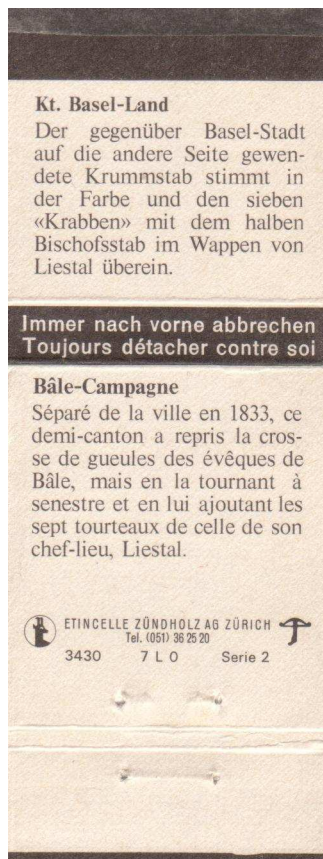 Kt. Basel-Land
Der gegenüber Basel-Stadt
auf die andere Seite gewen-
dete Krummstab stimmt in
der Farbe und den sieben
«Krabben» mit dem halben
Bischofsstab im Wappen von
Liestal überein.
Immer nach vorne abbrechen
Toujours détacher contre soi
Bâle-Campagne
Séparé de la ville en 1833, ce
demi-canton a repris la cros-
se de gueules des évêques de
Bâle, mais en la tournant à
senestre et en lui ajoutant les
sept tourteaux de celle de son
chef-lieu, Liestal.
ETINCELLE ZÜNDHOLZ AG ZÜRICH
Tel. (051) 36 25 20
3430 7 L O Serie 2